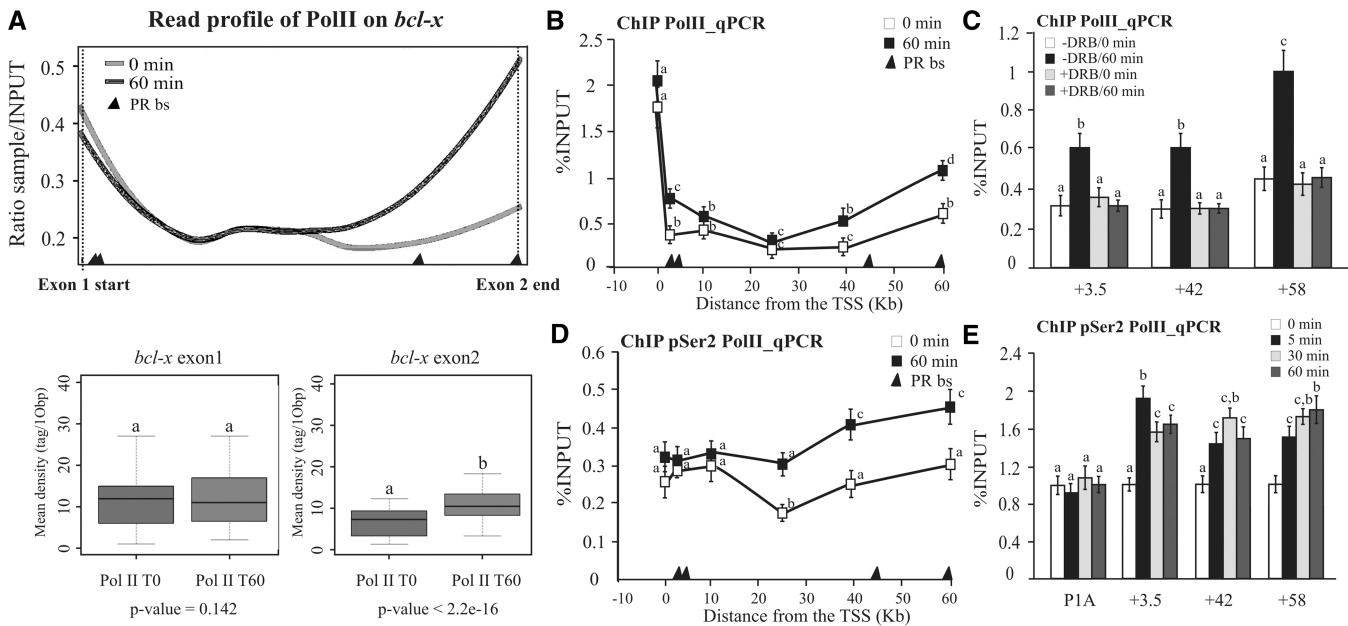 A
Read profile of PolII on bcl-x
Ratio sample/INPUT
0.5
0.4
0.3
0.2
0 min
60 min
PR bs
Exon 1 start
Exon 2 end
bcl-x exon1
Mean density (tag/10bp)
40
30
20
10
0
a
a
Pol II T0
Pol II T60
p-value = 0.142
bcl-x exon2
Mean density (tag/10bp)
40
30
20
10
0
a
b
Pol II T0
Pol II T60
p-value < 2.2e-16
B
ChIP PolII_qPCR
0 min
60 min
PR bs
%INPUT
2.5
2
1.5
1
0.5
0
a
a
c
b
b
b
c
c
b
c
d
b
-10 0 10 20 30 40 50 60
Distance from the TSS (Kb)
C
ChIP PolII_qPCR
-DRB/0 min
-DRB/60 min
+DRB/0 min
+DRB/60 min
%INPUT
1.2
1
0.8
0.6
0.4
0.2
0
a b a a
a b a a
a c a a
+3.5 +42 +58
D
ChIP pSer2 PolII_qPCR
0 min
60 min
PR bs
%INPUT
0.6
0.5
0.4
0.3
0.2
0.1
0
a
a
a
a
a
a
a
b
c
a
c
a
-10 0 10 20 30 40 50 60
Distance from the TSS (Kb)
E
ChIP pSer2 PolII_qPCR
0 min
5 min
30 min
60 min
%INPUT
2.4
2
1.6
1.2
0.8
0.4
0
a a a a
a b c c
a c c,b c
a c c,b b
P1A +3.5 +42 +58